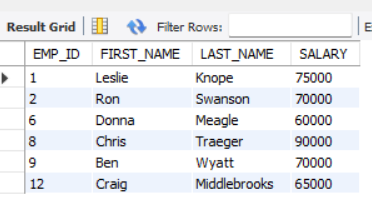 Result Grid Filter Rows: E
EMP_ID FIRST_NAME LAST_NAME SALARY
1 Leslie Knope 75000
2 Ron Swanson 70000
6 Donna Meagle 60000
8 Chris Traeger 90000
9 Ben Wyatt 70000
12 Craig Middlebrooks 65000